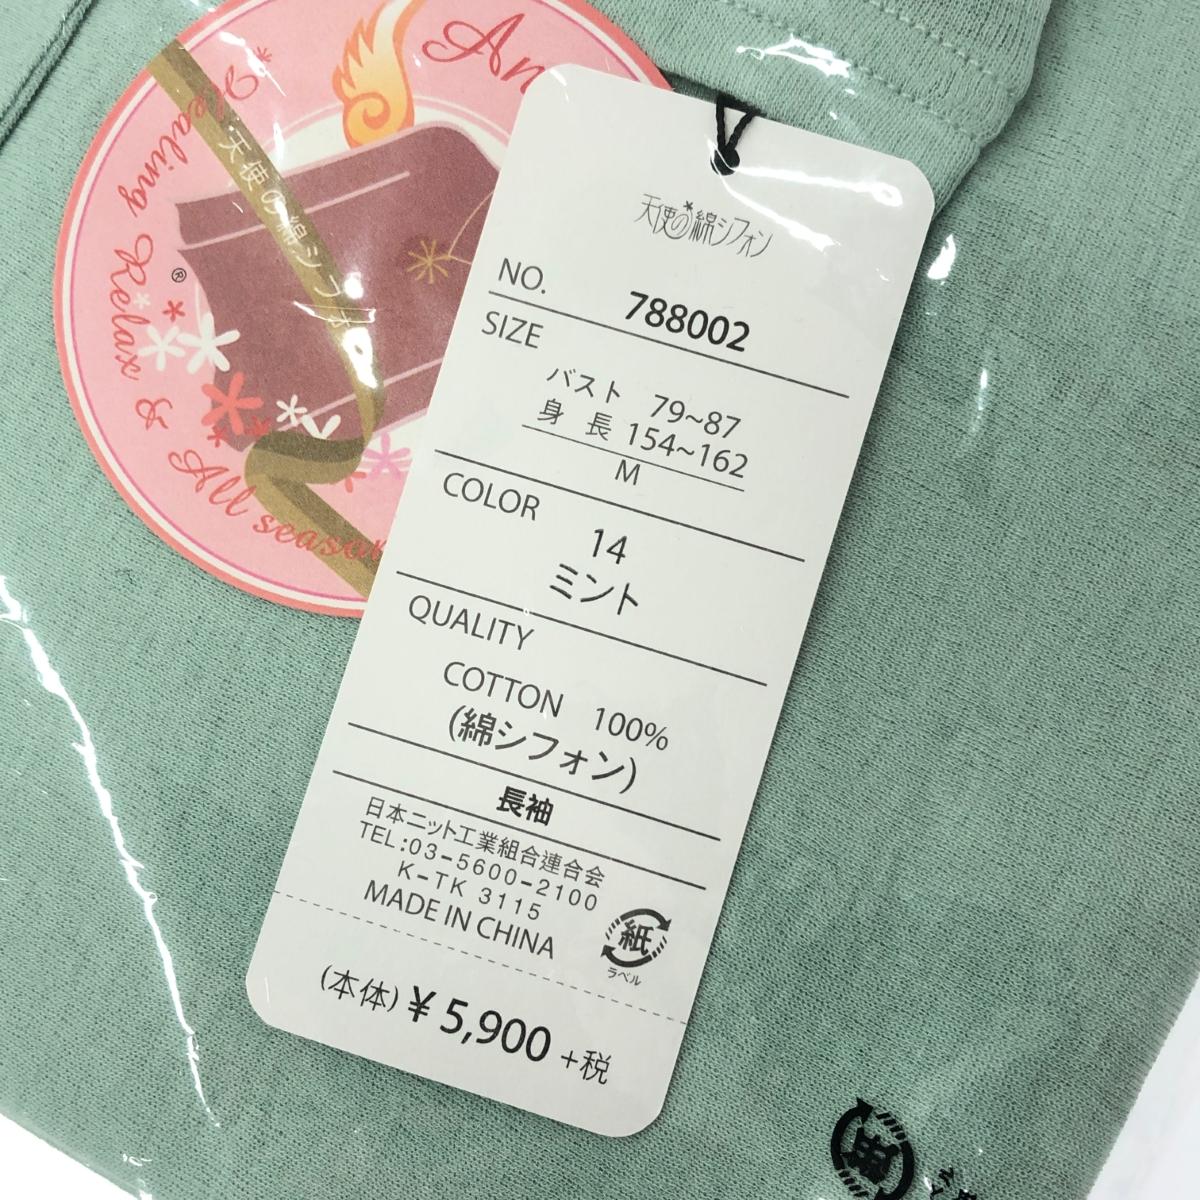 天使の綿シフォン
NO. 788002
SIZE
バスト 79~87
身長 154~162
M
COLOR
14
ミント
QUALITY
COTTON 100%
(綿シフォン)
長袖
日本ニット工業組合連合会
TEL:03-5600-2100
K-TK 3115
MADE IN CHINA
紙
ラベル
(本体) ¥5,900 +税
*Healing Relax & All season
®
天使の綿シフォ